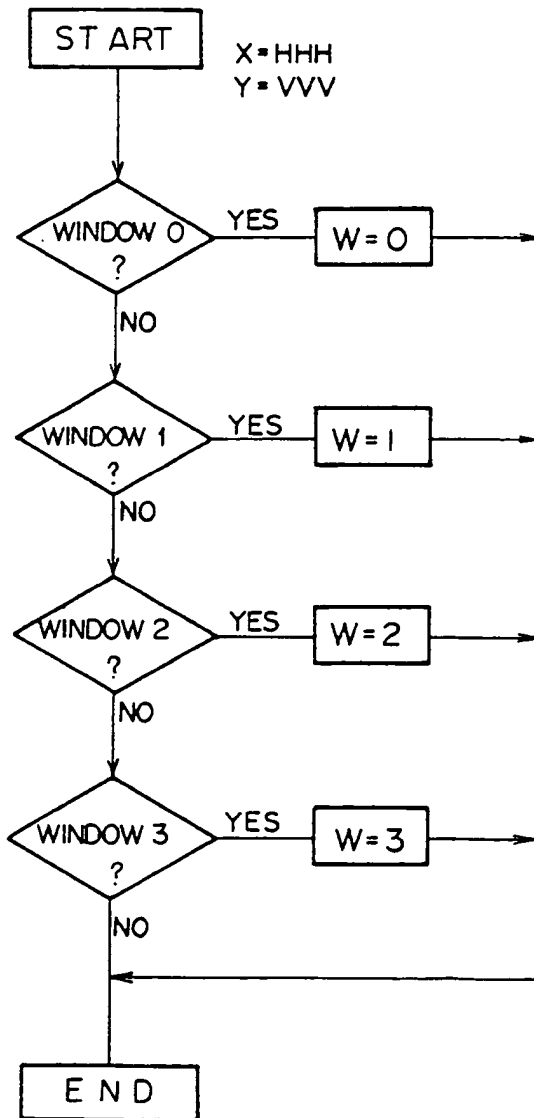 START
X=HHH
Y=VVV
WINDOW 0
?
YES
W=0
NO
WINDOW 1
?
YES
W=1
NO
WINDOW 2
?
YES
W=2
NO
WINDOW 3
?
YES
W=3
NO
END